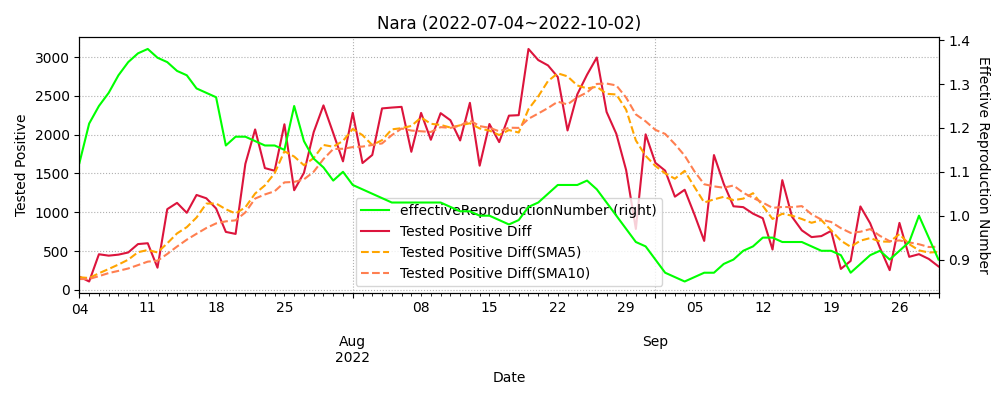 Nara (2022-07-04~2022-10-02)
Tested Positive
3000
2500
2000
1500
1000
500
0
1.4
1.3
1.2
1.1
1.0
0.9
Effective Reproduction Number
effectiveReproductionNumber (right)
Tested Positive Diff
Tested Positive Diff(SMA5)
Tested Positive Diff(SMA10)
04 11 18 25 08 15 22 29 05 12 19 26
Aug Sep
2022
Date